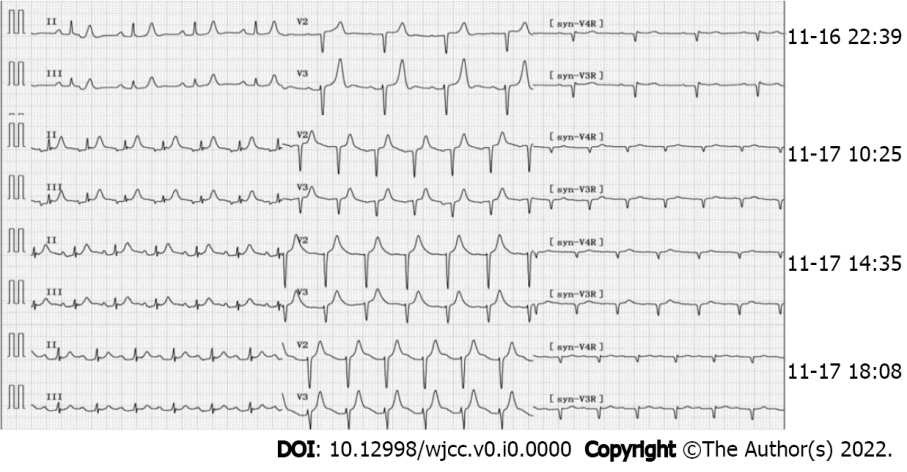 II V2 [ syn-V4R ] 11-16 22:39
III V3 [ syn-V3R ]
II V2 [ syn-V4R ] 11-17 10:25
III V3 [ syn-V3R ]
II V2 [ syn-V4R ] 11-17 14:35
III V3 [ syn-V3R ]
II V2 [ syn-V4R ] 11-17 18:08
III V3 [ syn-V3R ]
DOI: 10.12998/wjcc.v0.i0.0000 Copyright ©The Author(s) 2022.